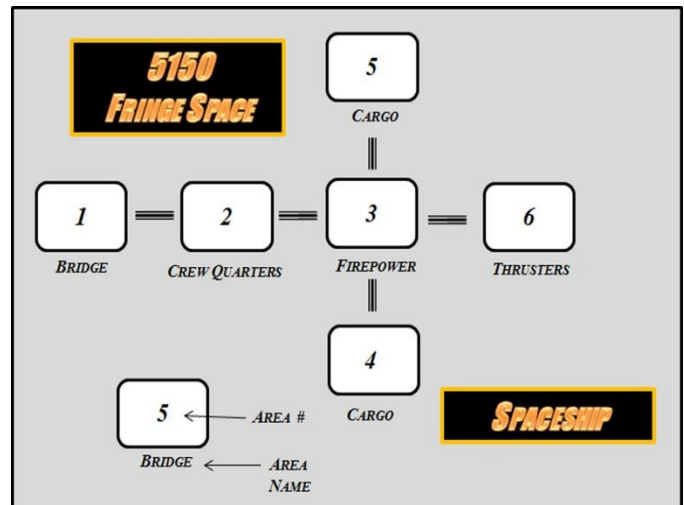 5150
FRINGE SPACE
5
CARGO
1
2
3
6
BRIDGE
CREW QUARTERS
FIREPOWER
THRUSTERS
4
CARGO
SPACESHIP
5
AREA #
BRIDGE
AREA
NAME